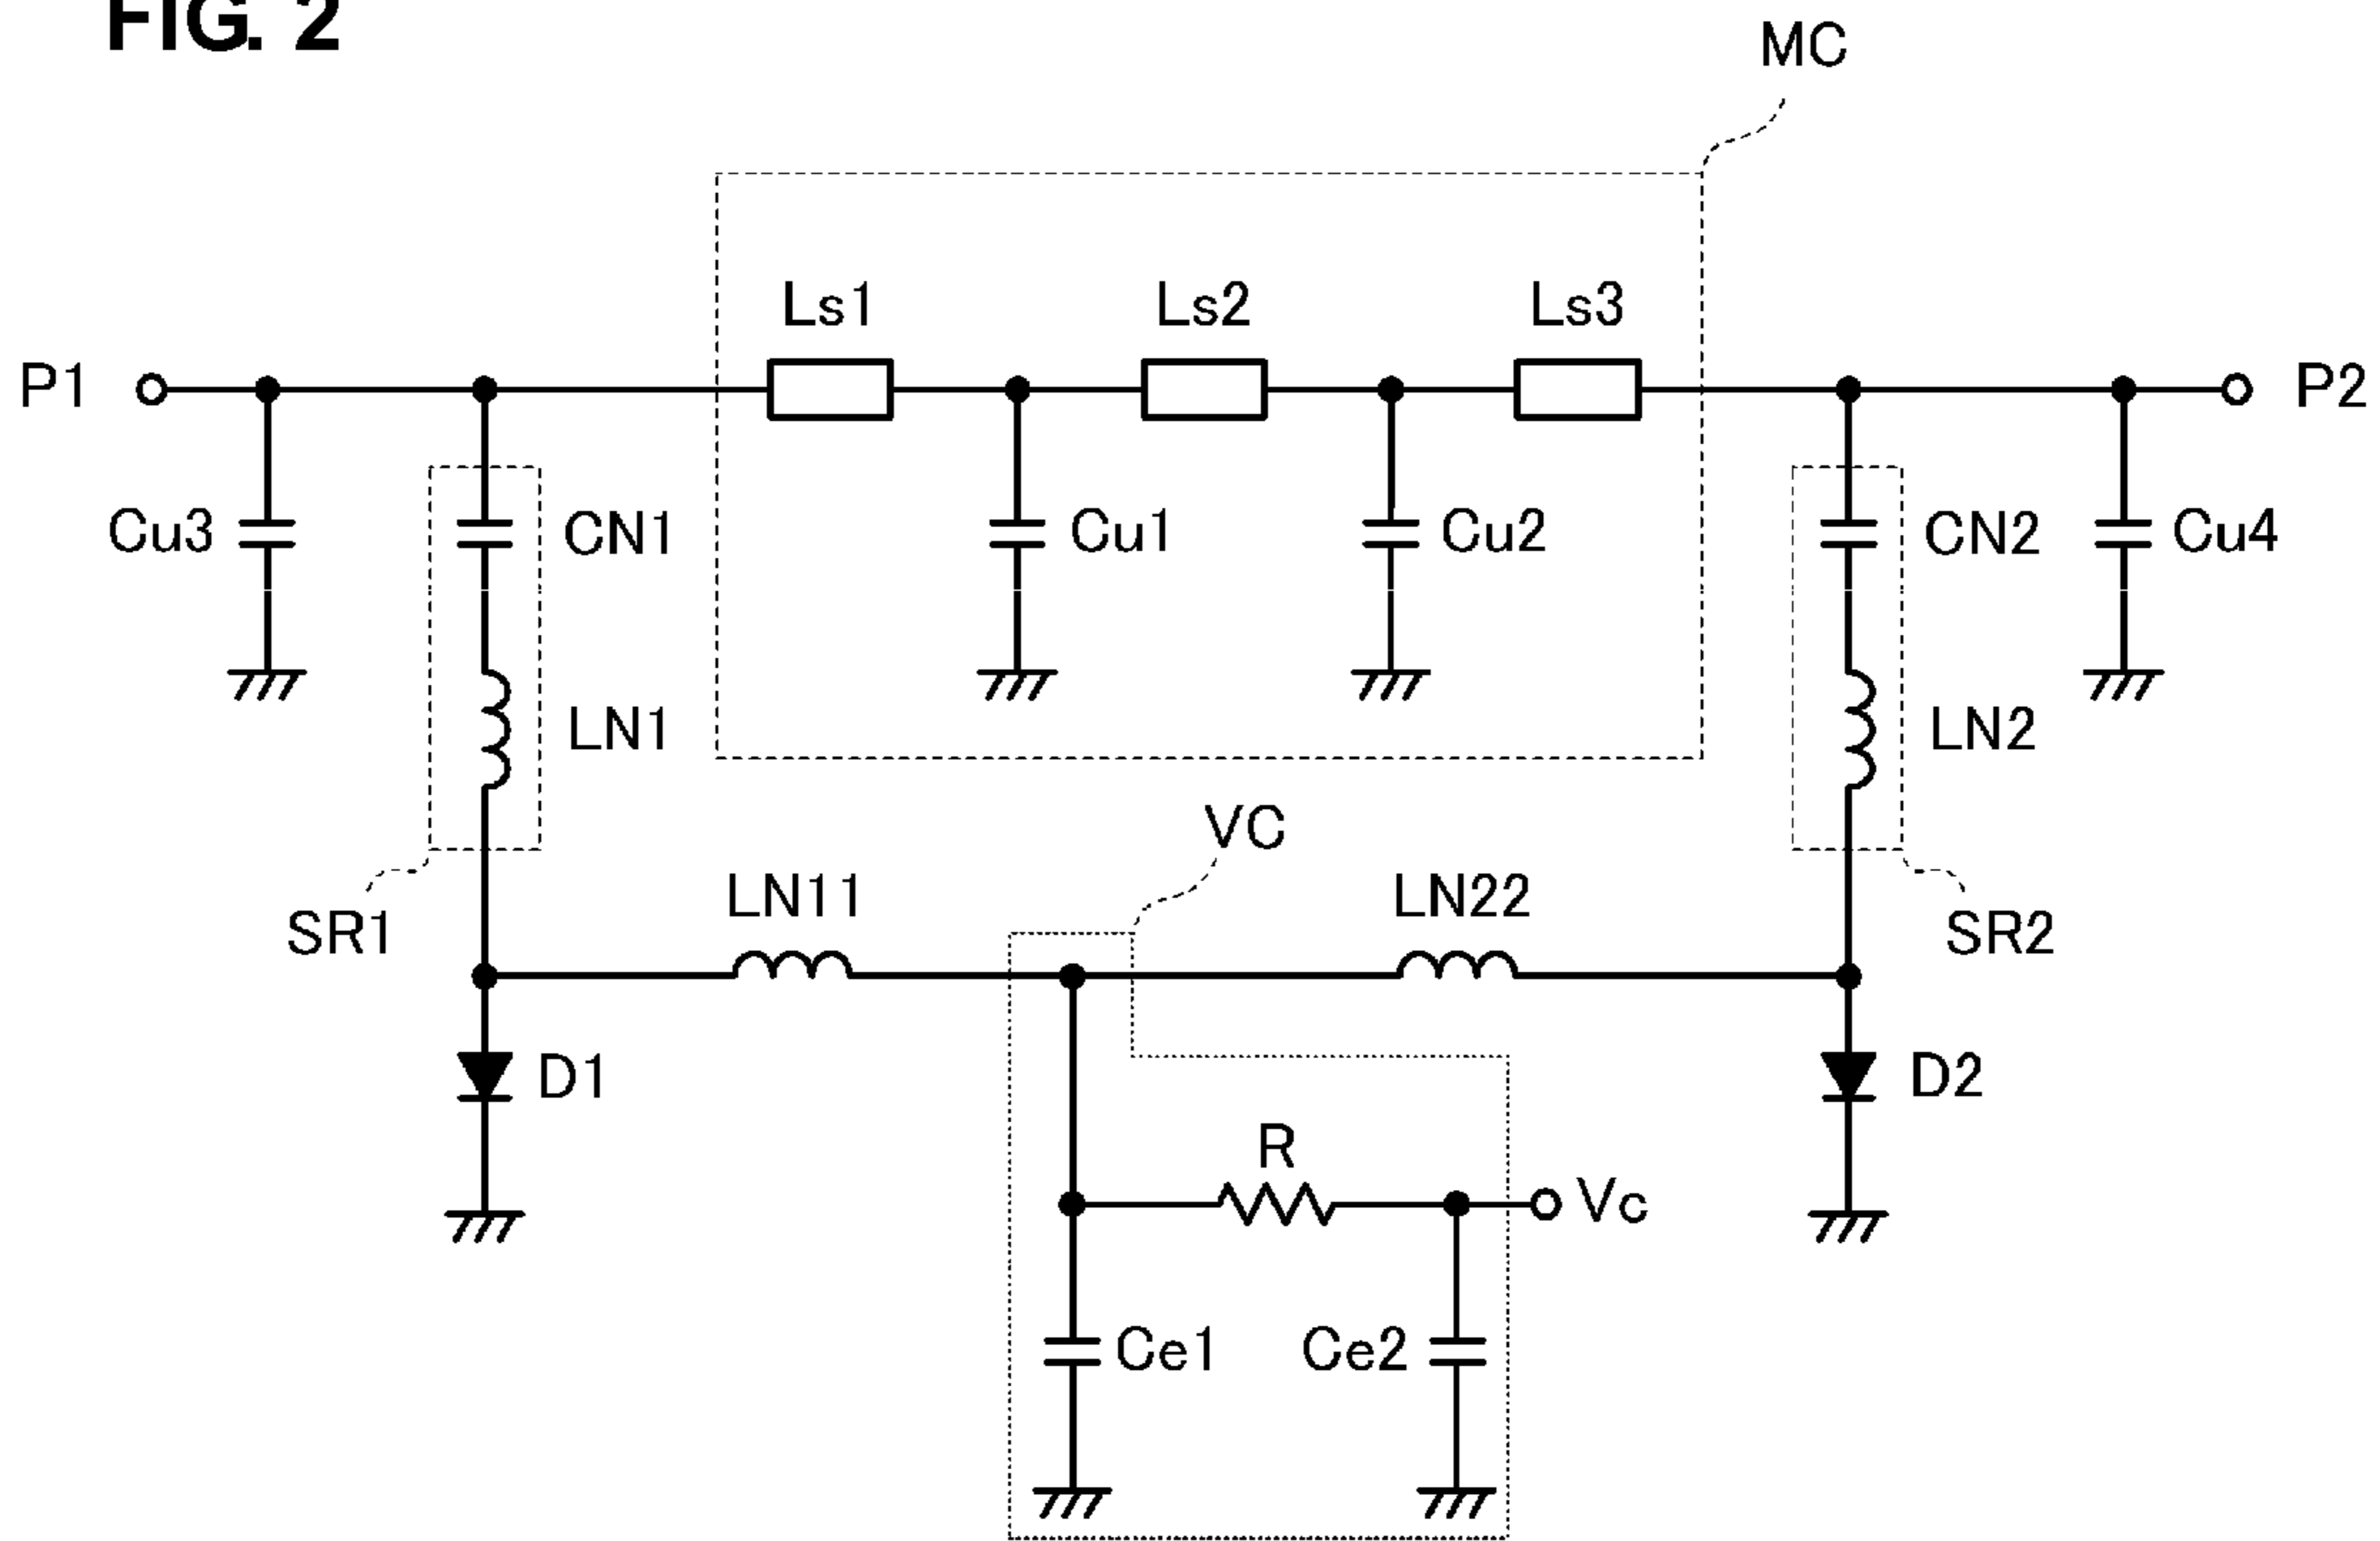 FIG. 2
MC
Ls1
Ls2
Ls3
P1
P2
Cu3
CN1
Cu1
Cu2
CN2
Cu4
LN1
LN2
VC
LN11
LN22
SR1
SR2
D1
D2
R
Vc
Ce1
Ce2